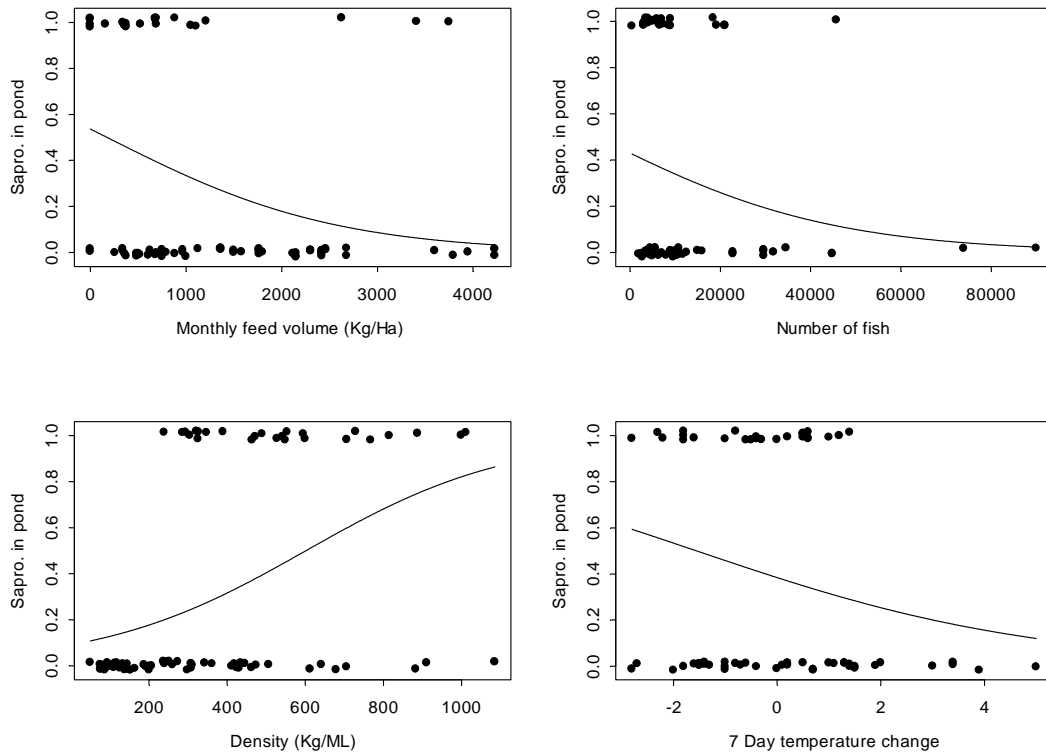 Sapro. in pond
0.0 0.2 0.4 0.6 0.8 1.0
0 1000 2000 3000 4000
Monthly feed volume (Kg/Ha)
Sapro. in pond
0.0 0.2 0.4 0.6 0.8 1.0
0 20000 40000 60000 80000
Number of fish
Sapro. in pond
0.0 0.2 0.4 0.6 0.8 1.0
200 400 600 800 1000
Density (Kg/ML)
Sapro. in pond
0.0 0.2 0.4 0.6 0.8 1.0
-2 0 2 4
7 Day temperature change